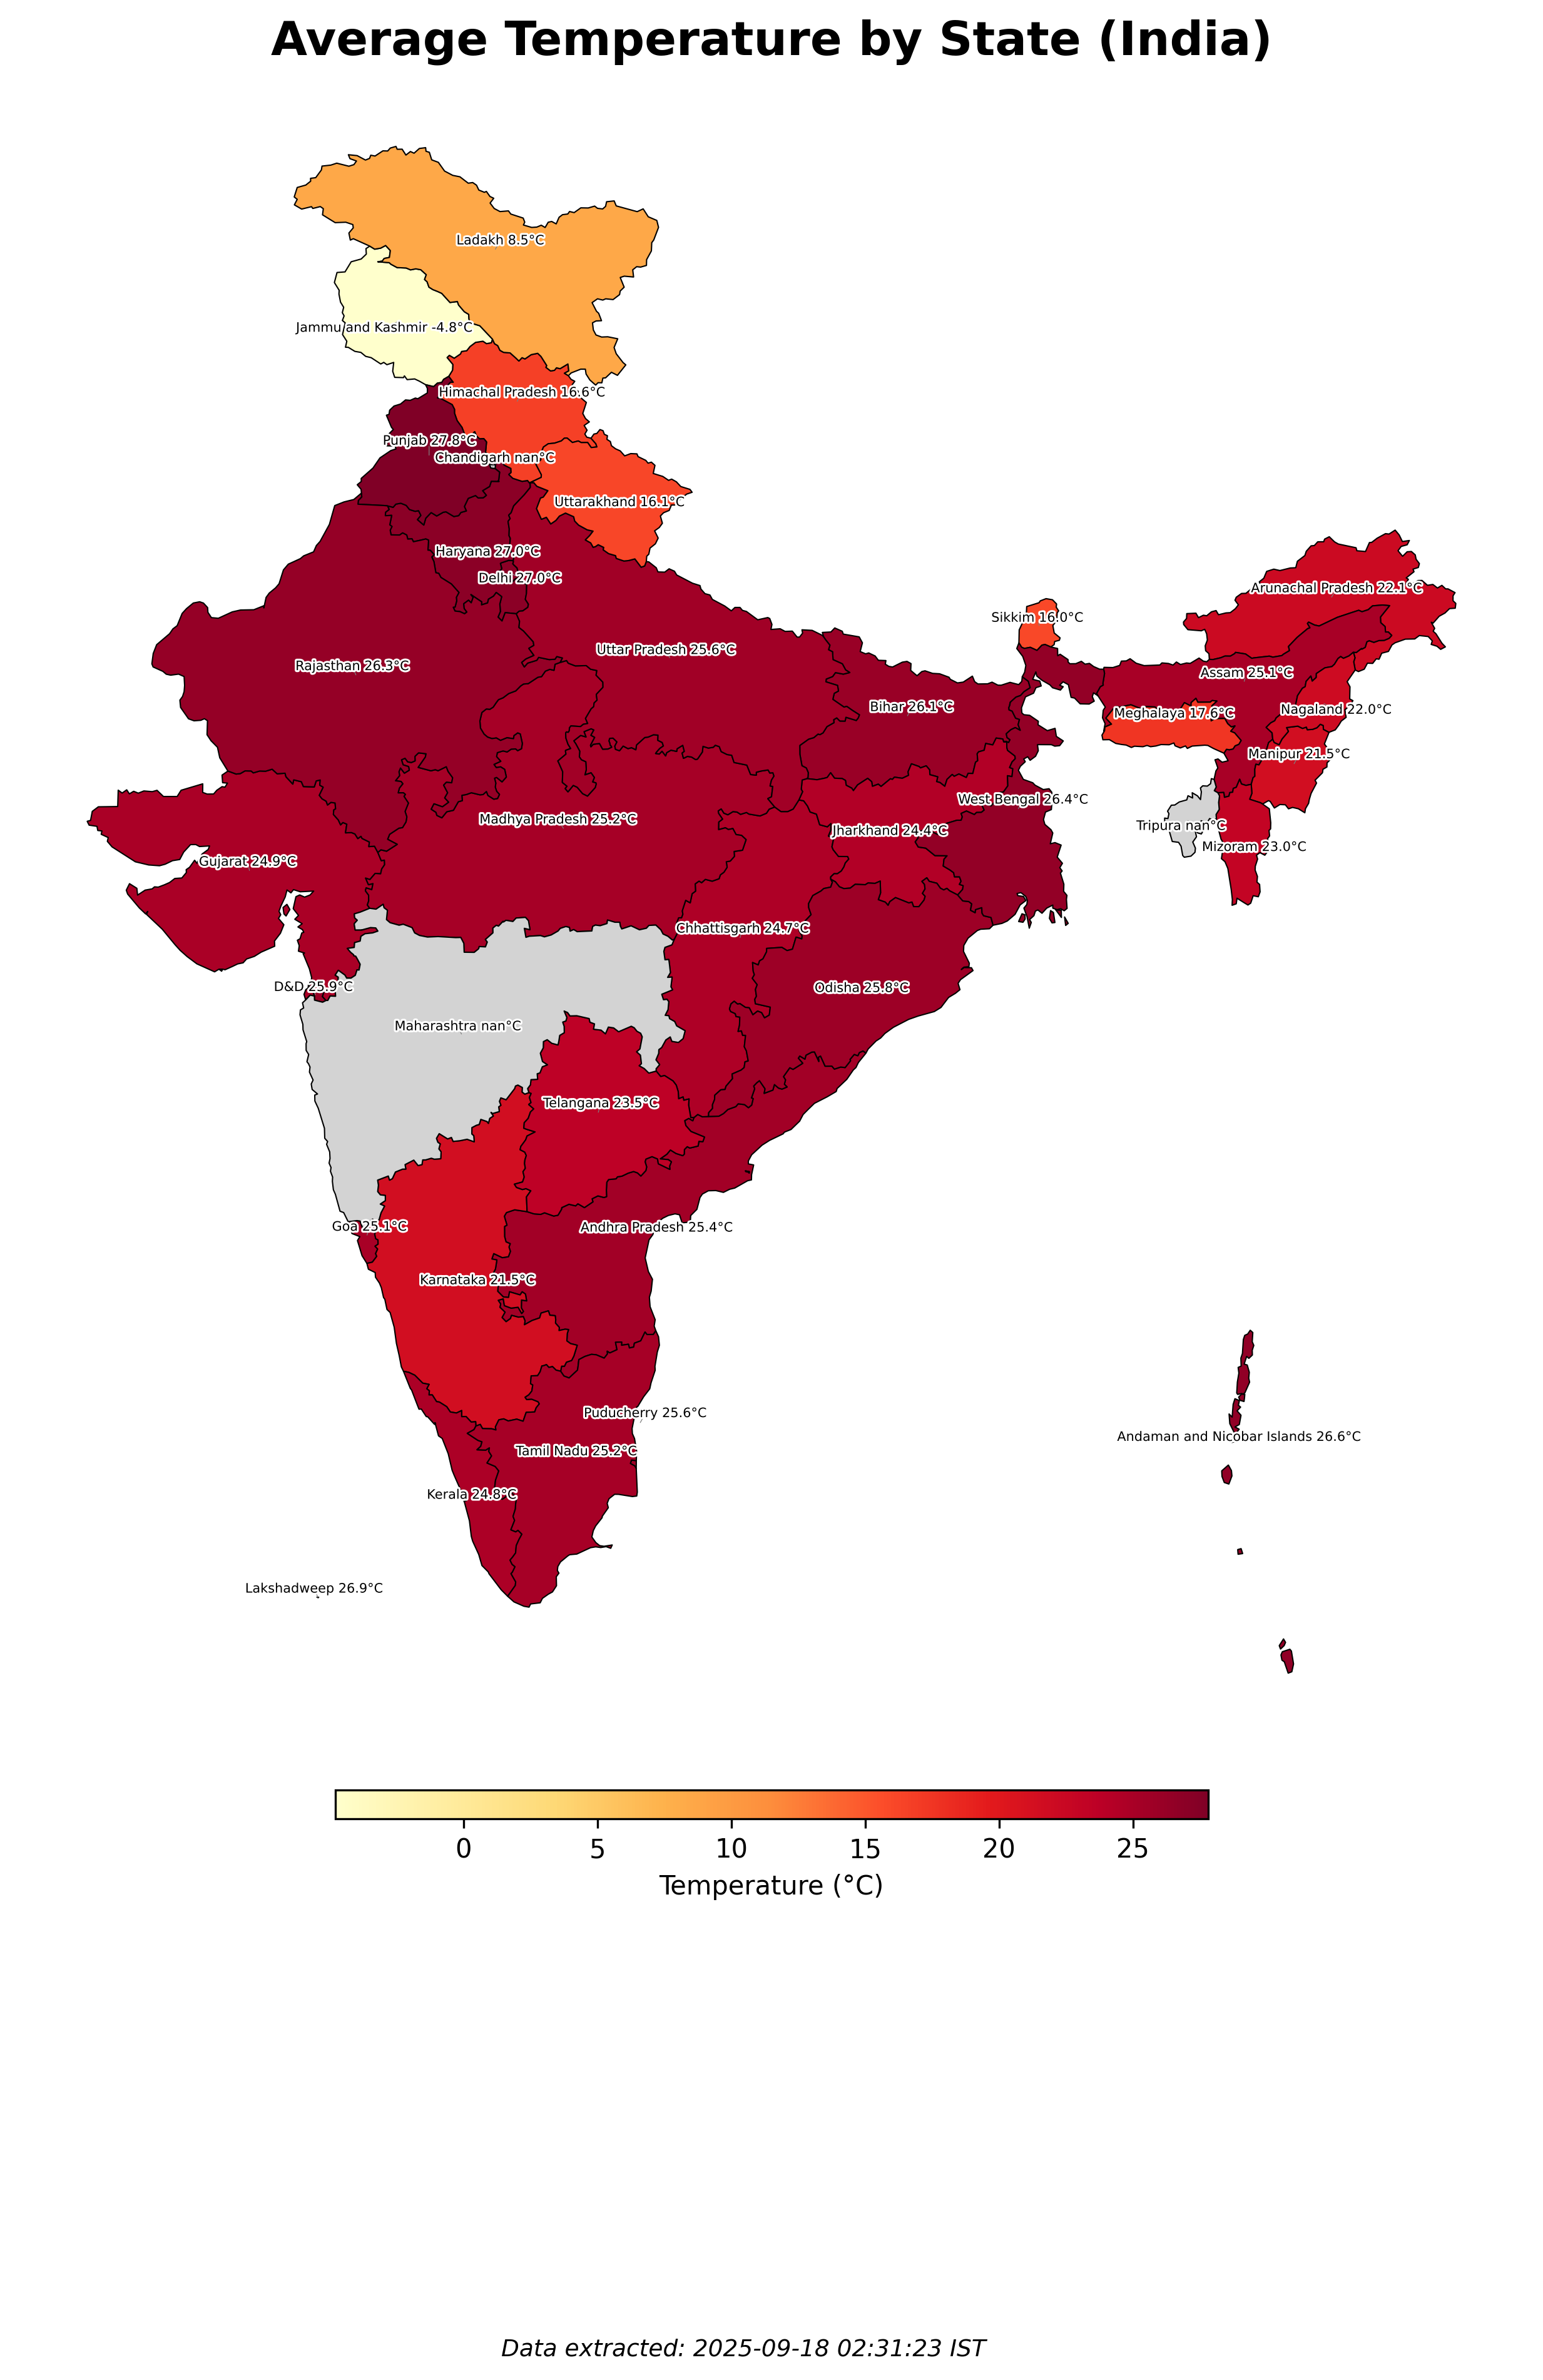 Average Temperature by State (India)
Ladakh 8.5°C
Jammu and Kashmir -4.8°C
Himachal Pradesh 16.6°C
Punjab 27.8°C
Chandigarh nan°C
Uttarakhand 16.1°C
Haryana 27.0°C
Delhi 27.0°C
Arunachal Pradesh 22.1°C
Sikkim 16.0°C
Uttar Pradesh 25.6°C
Rajasthan 26.3°C
Assam 25.1°C
Bihar 26.1°C
Nagaland 22.0°C
Meghalaya 17.6°C
Manipur 21.5°C
West Bengal 26.4°C
Madhya Pradesh 25.2°C
Tripura nan°C
Jharkhand 24.4°C
Mizoram 23.0°C
Gujarat 24.9°C
Chhattisgarh 24.7°C
D&D 25.9°C
Odisha 25.8°C
Maharashtra nan°C
Telangana 23.5°C
Goa 25.1°C
Andhra Pradesh 25.4°C
Karnataka 21.5°C
Puducherry 25.6°C
Andaman and Nicobar Islands 26.6°C
Tamil Nadu 25.2°C
Kerala 24.8°C
Lakshadweep 26.9°C
0 5 10 15 20 25
Temperature (°C)
Data extracted: 2025-09-18 02:31:23 IST